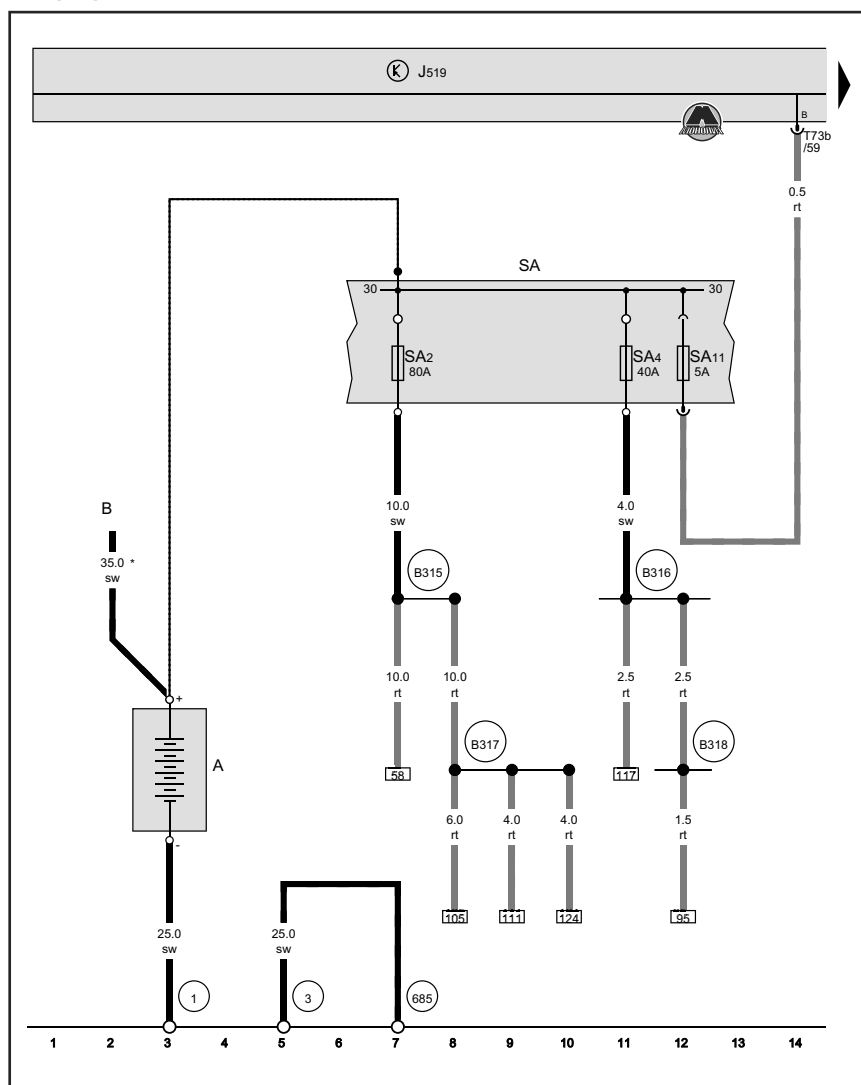 J519
B
T73b
/59
0.5
rt
SA
30
30
SA2
80A
SA4
40A
SA11
5A
B
35.0 *
sw
10.0
sw
4.0
sw
B315
B316
10.0
rt
10.0
rt
2.5
rt
2.5
rt
+
A
-
B317
B318
58
117
6.0
rt
4.0
rt
4.0
rt
1.5
rt
105
111
124
95
25.0
sw
25.0
sw
1
3
685
1 2 3 4 5 6 7 8 9 10 11 12 13 14